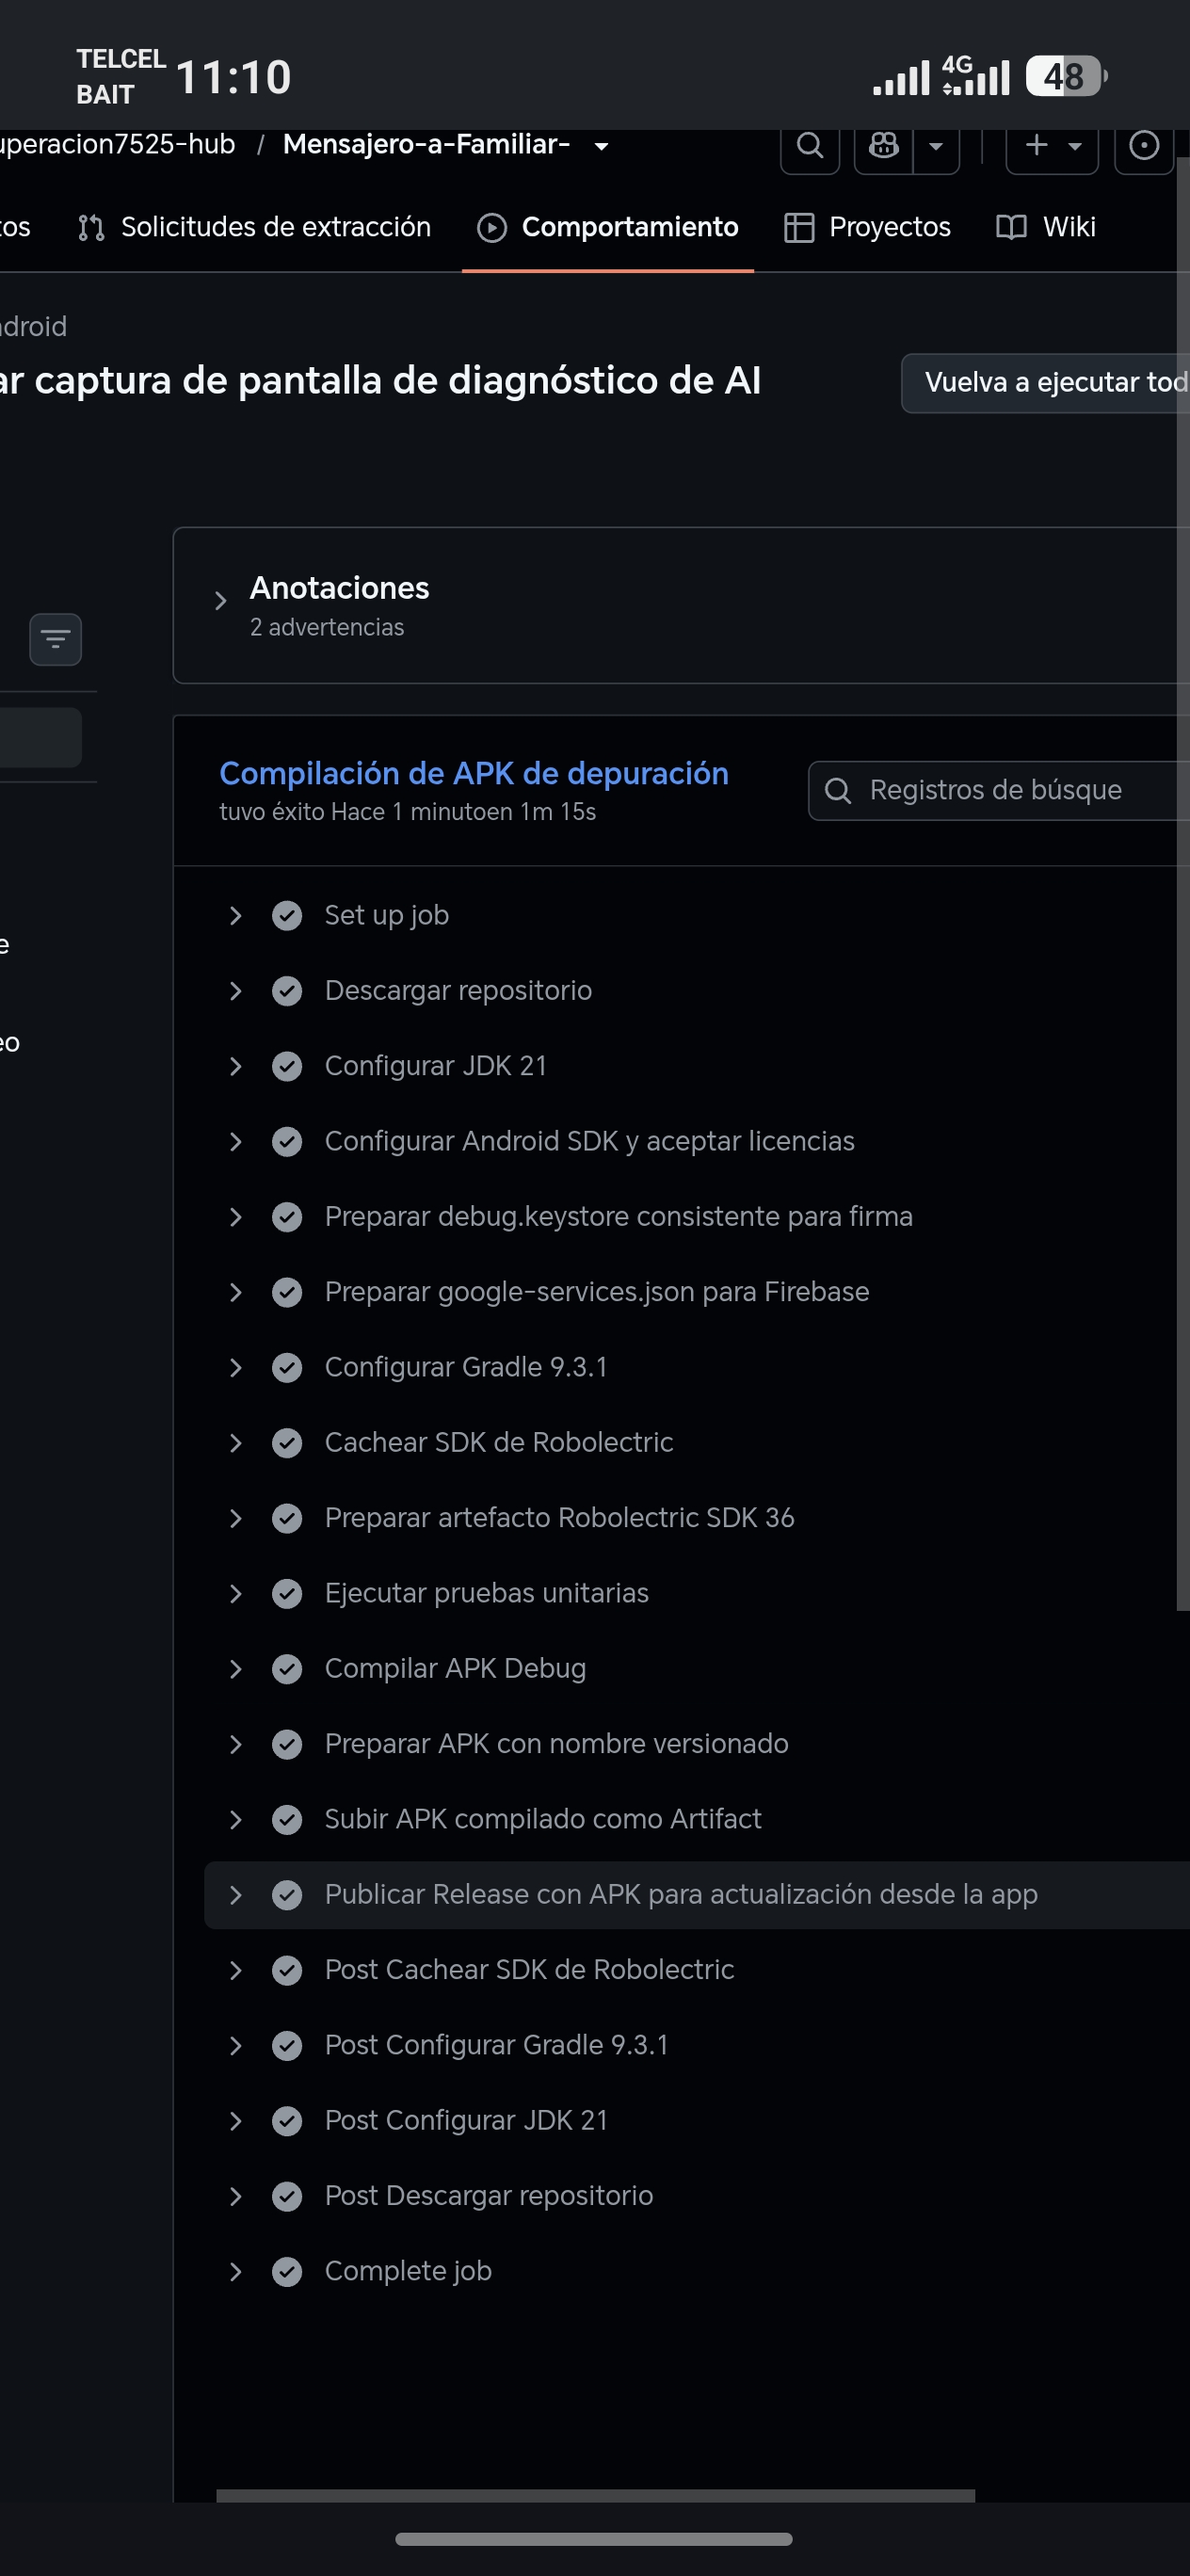 TELCEL
BAIT
11:10
4G
48
uperacion7525-hub / Mensajero-a-Familiar-
tos
Solicitudes de extracción
Comportamiento
Proyectos
Wiki
ndroid
ar captura de pantalla de diagnóstico de AI
Vuelva a ejecutar tod
Anotaciones
2 advertencias
Compilación de APK de depuración
tuvo éxito Hace 1 minutoen 1m 15s
Registros de búsque
Set up job
e
Descargar repositorio
eo
Configurar JDK 21
Configurar Android SDK y aceptar licencias
Preparar debug.keystore consistente para firma
Preparar google-services.json para Firebase
Configurar Gradle 9.3.1
Cachear SDK de Robolectric
Preparar artefacto Robolectric SDK 36
Ejecutar pruebas unitarias
Compilar APK Debug
Preparar APK con nombre versionado
Subir APK compilado como Artifact
Publicar Release con APK para actualización desde la app
Post Cachear SDK de Robolectric
Post Configurar Gradle 9.3.1
Post Configurar JDK 21
Post Descargar repositorio
Complete job